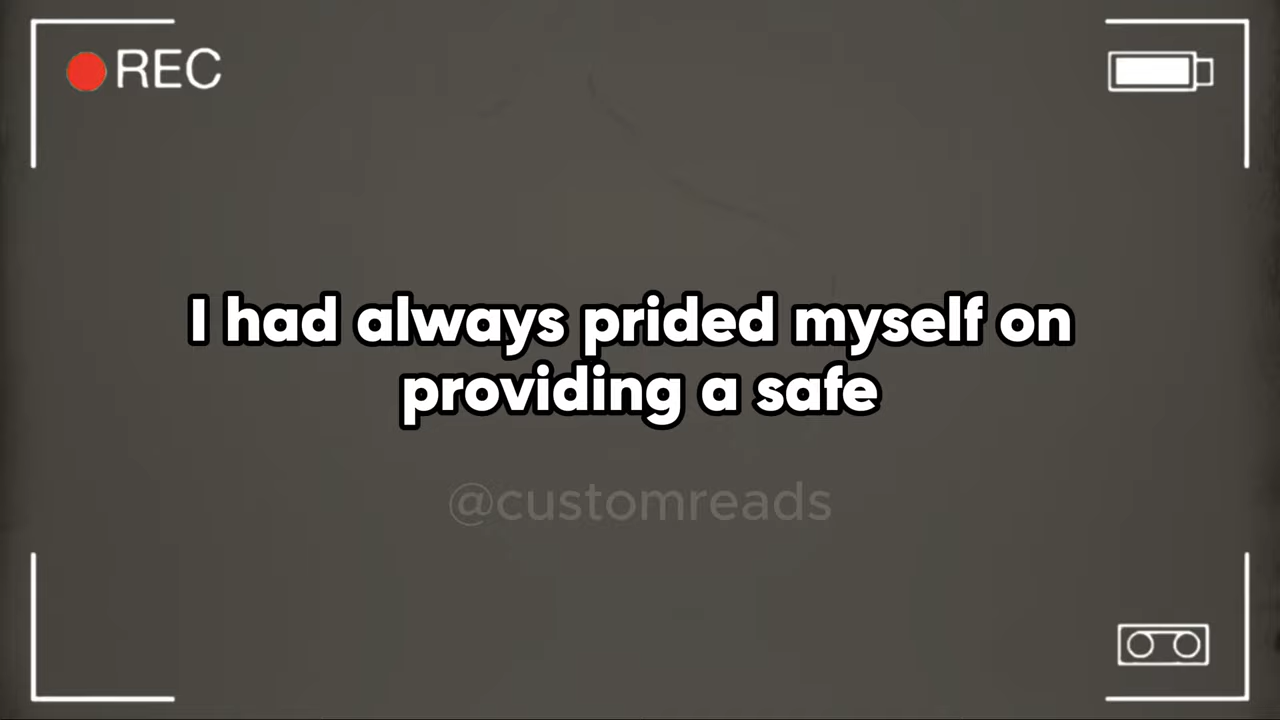 REC
I had always prided myself on
providing a safe
@customreads